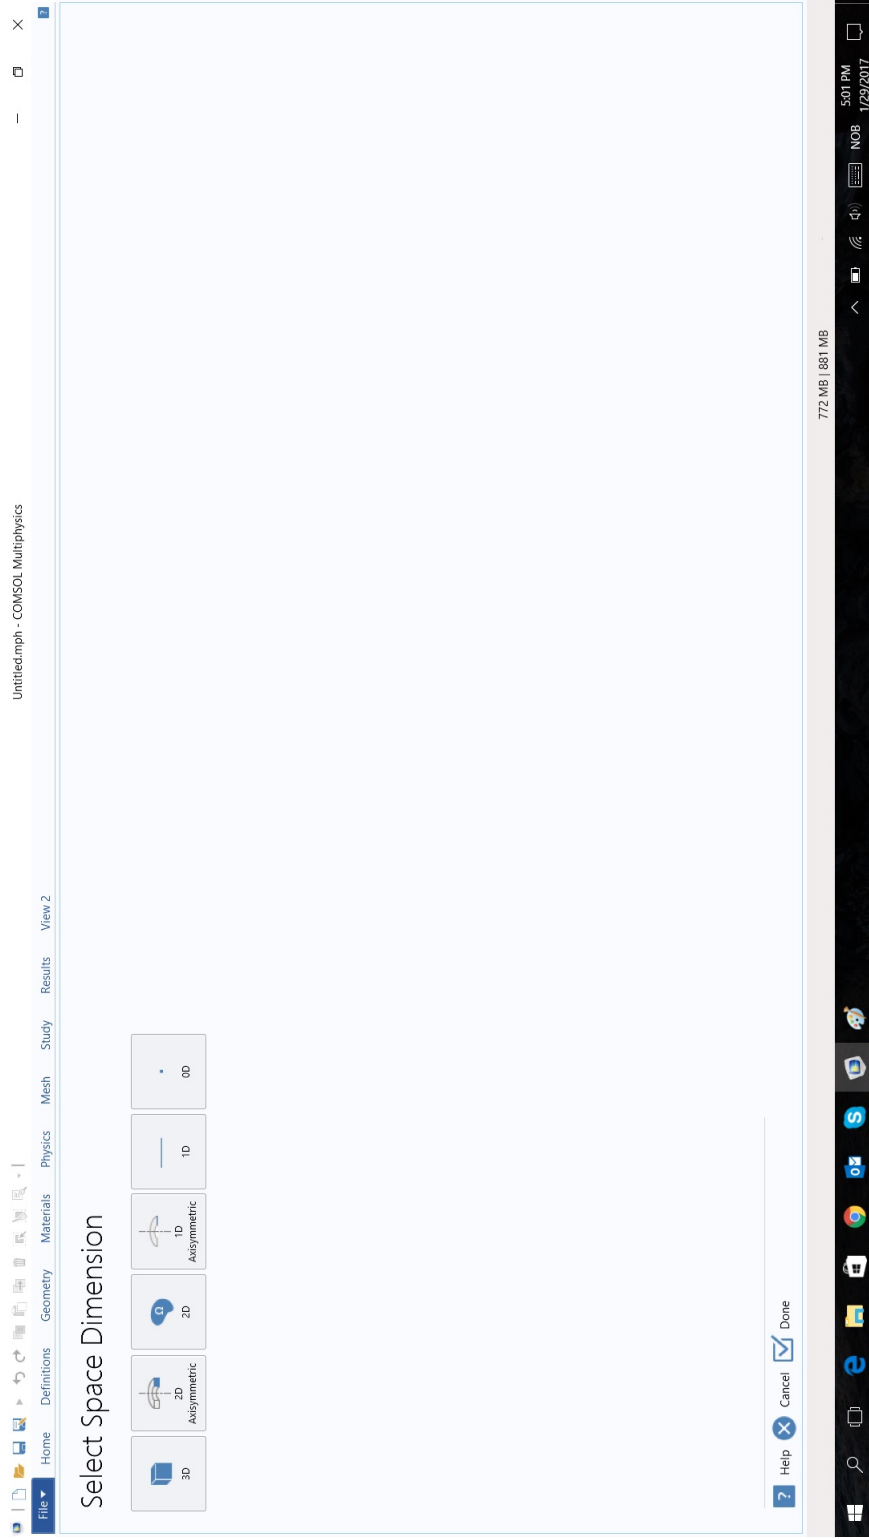 Untitled.mph - COMSOL Multiphysics
File Home Definitions Geometry Materials Physics Mesh Study Results View 2
Select Space Dimension
3D
2D
Axisymmetric
Ω
2D
1D
Axisymmetric
1D
0D
? Help Cancel Done
772 MB | 881 MB
NOB
5:01 PM
1/29/2017